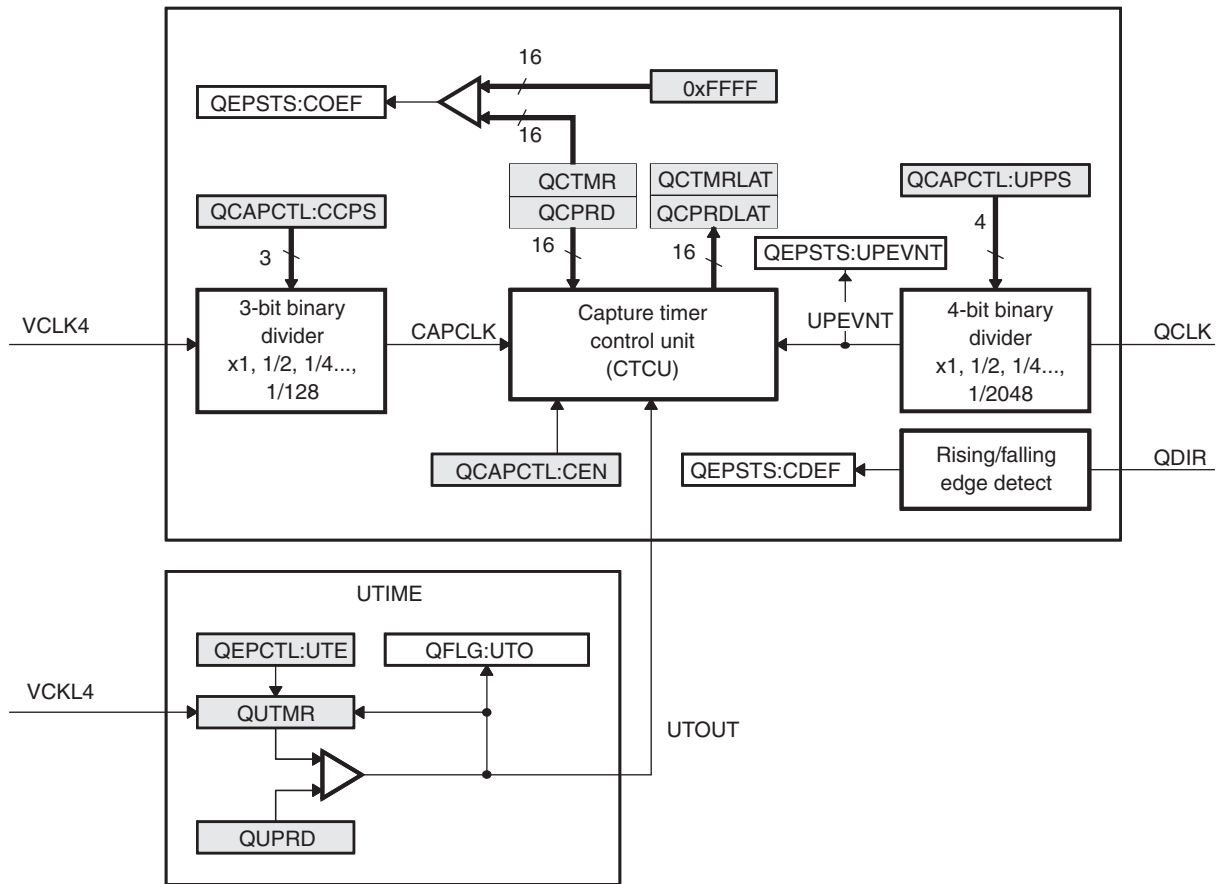 16
0xFFFF
QEPSTS:COEF
16
QCTMR
QCTMRLAT
QCAPCTL:UPPS
QCAPCTL:CCPS
QCPRD
QCPRDLAT
4
16
16
QEPSTS:UPEVNT
3
3-bit binary
divider
x1, 1/2, 1/4...,
1/128
Capture timer
control unit
(CTCU)
4-bit binary
divider
x1, 1/2, 1/4...,
1/2048
VCLK4
CAPCLK
UPEVNT
QCLK
QCAPCTL:CEN
QEPSTS:CDEF
Rising/falling
edge detect
QDIR
UTIME
QEPCTL:UTE
QFLG:UTO
VCKL4
QUTMR
UTOUT
QUPRD